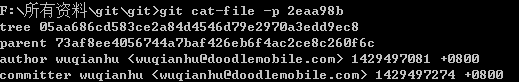 F:\所有资料\git\git>git cat-file -p 2eaa98b
tree 05aa686cd583ce2a84d4546d79e2970a3edd9ec8
parent 73af8ee4056744a7baf426eb6f4ac2ce8c260f6c
author wuqianhu <wuqianhu@doodlemobile.com> 1429497081 +0800
committer wuqianhu <wuqianhu@doodlemobile.com> 1429497274 +0800